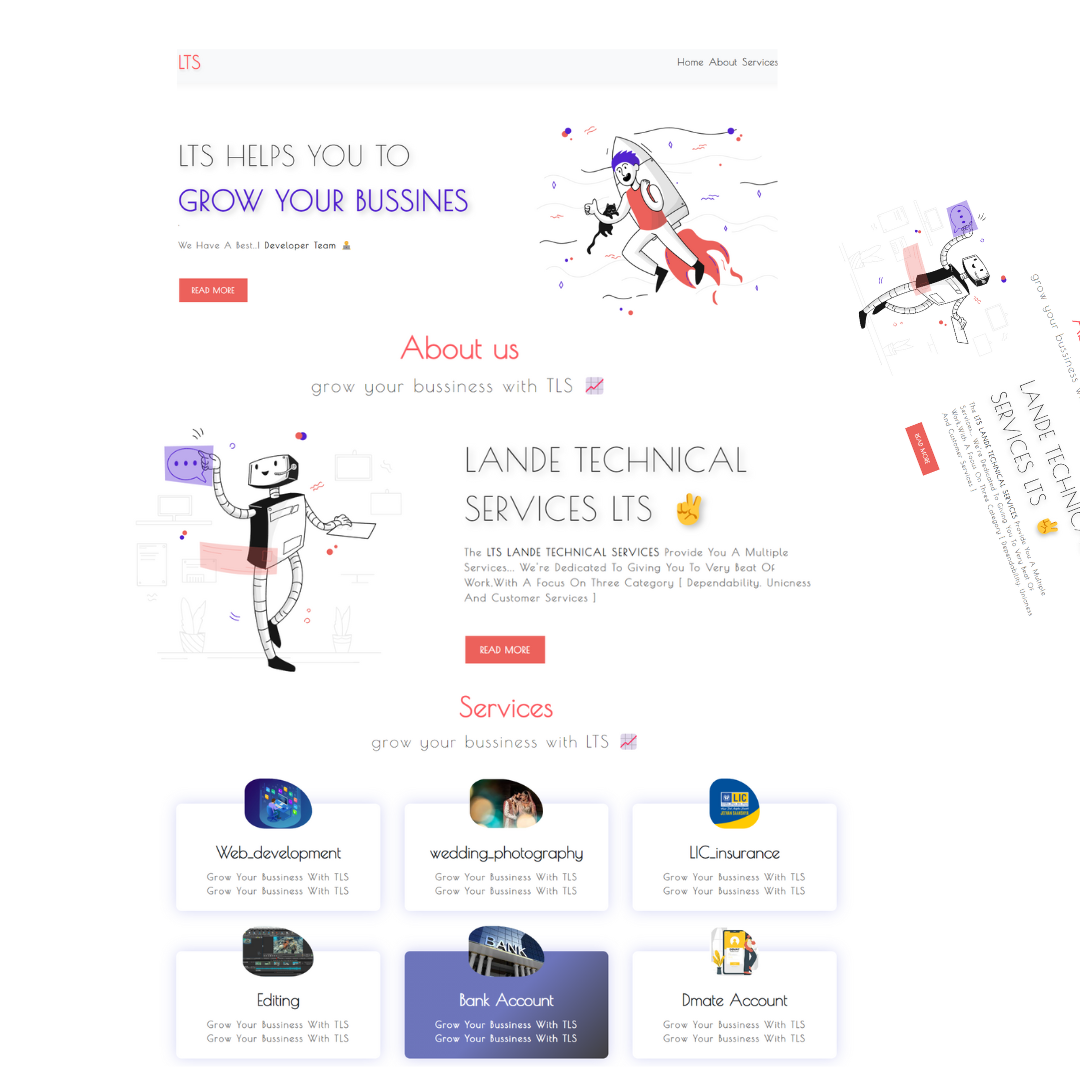 LTS
Home About Services
LTS HELPS YOU TO
GROW YOUR BUSSINES
We Have A Best..! Developer Team
READ MORE
About us
grow your bussiness with TLS
LANDE TECHNICAL
SERVICES LTS ✌
The LTS LANDE TECHNICAL SERVICES Provide You A Multiple
Services... We're Dedicated To Giving You To Very Beat Of
Work,With A Focus On Three Category [ Dependability. Unicness
And Customer Services ]
READ MORE
Services
grow your bussiness with LTS
Web_development
Grow Your Bussiness With TLS
Grow Your Bussiness With TLS
wedding_photography
Grow Your Bussiness With TLS
Grow Your Bussiness With TLS
LIC
LIC_insurance
Grow Your Bussiness With TLS
Grow Your Bussiness With TLS
Editing
Grow Your Bussiness With TLS
Grow Your Bussiness With TLS
BANK
Bank Account
Grow Your Bussiness With TLS
Grow Your Bussiness With TLS
Dmate Account
Grow Your Bussiness With TLS
Grow Your Bussiness With TLS
grow your bussiness
LANDE TECHNICA
SERVICES LTS ✌
The LTS LANDE TECHNICAL SERVICES Provide You A Multiple
Services... We're Dedicated To Giving You To Very Beat Of
Work,With A Focus On Three Category [ Dependability. Unicness
And Customer Services ]
READ MORE